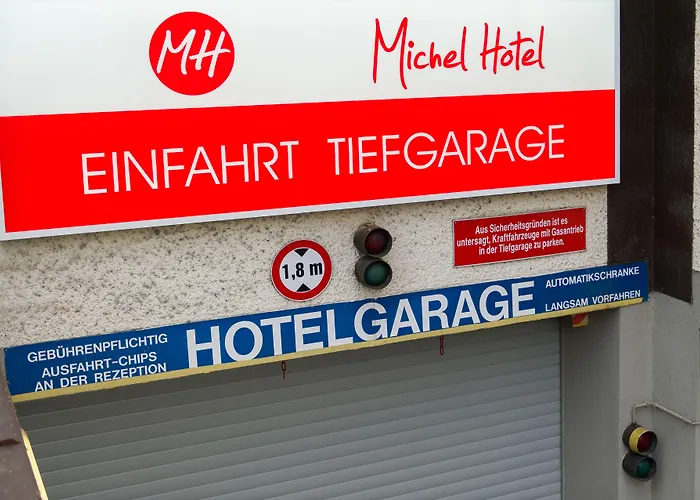 MH
Michel Hotel
EINFAHRT TIEFGARAGE
1,8 m
Aus Sicherheitsgründen ist es
untersagt, Kraftfahrzeuge mit Gasantrieb
in der Tiefgarage zu parken.
GEBÜHRENPFLICHTIG
AUSFAHRT-CHIPS
AN DER REZEPTION
HOTELGARAGE
AUTOMATIKSCHRANKE
LANGSAM VORFAHREN